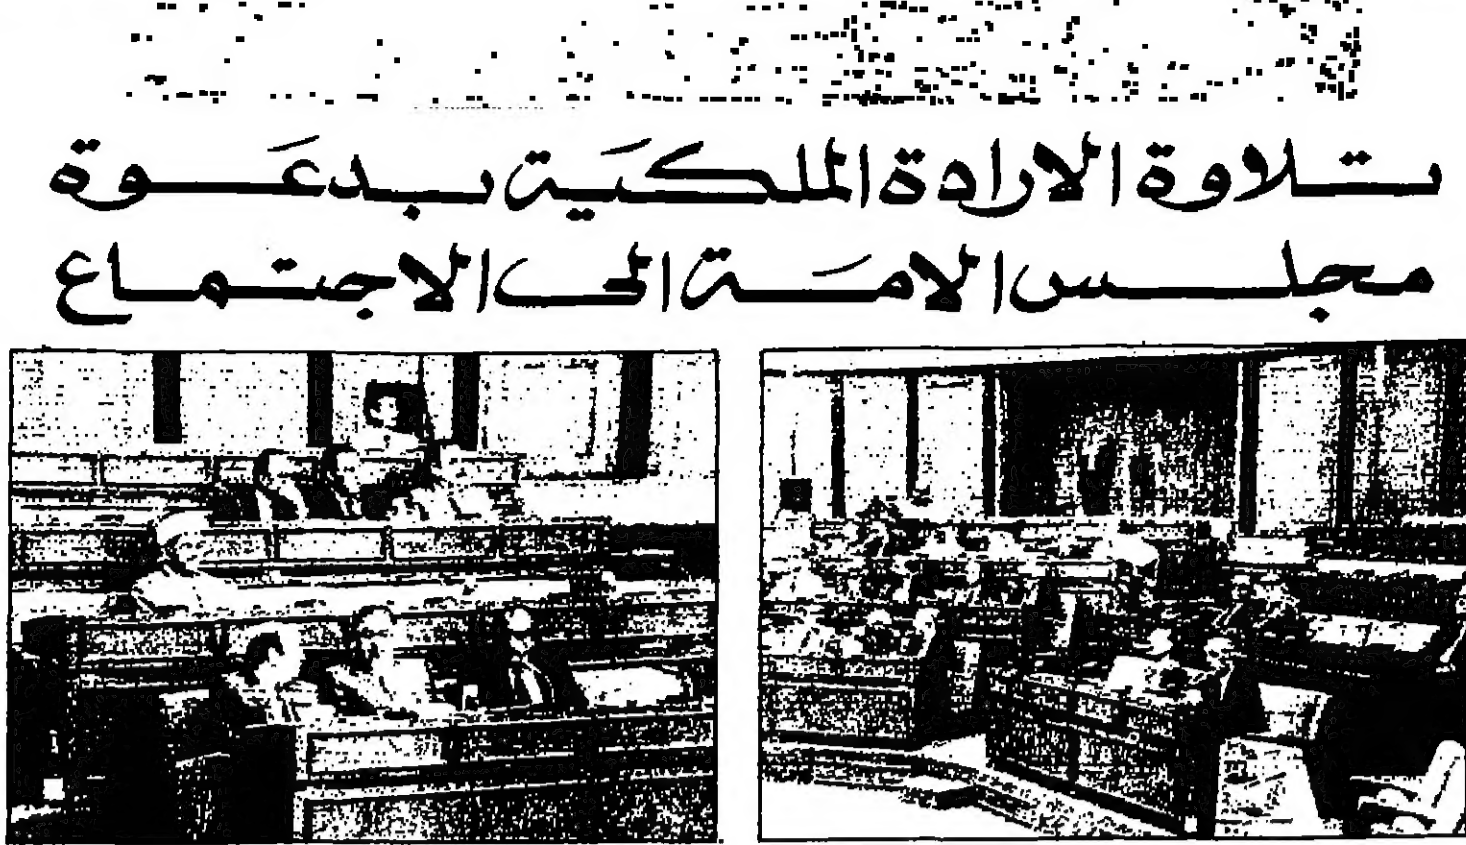 تلاوة الارادة الملكية بدعوة
مجلس الامة الى الاجتماع